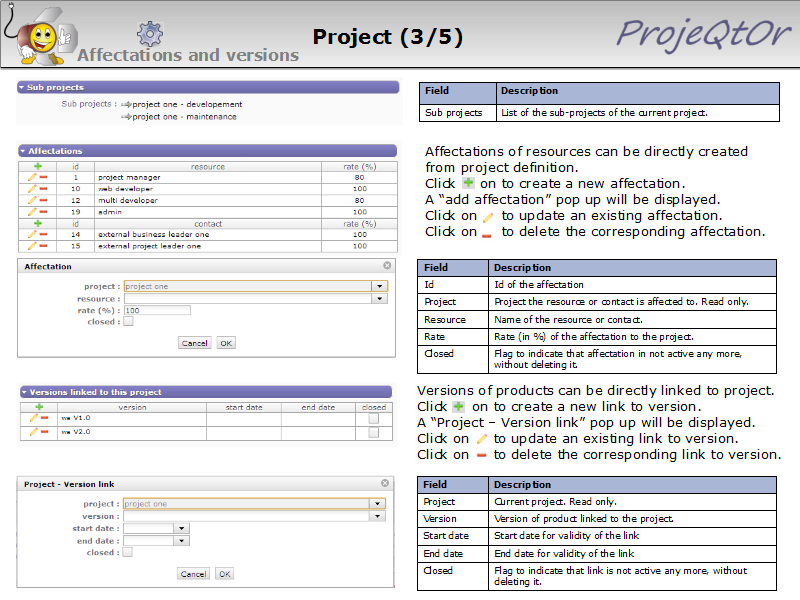 Project (3/5)
ProjeQtOr
Affectations and versions
Sub projects
Sub projects : project one - developement
project one - maintenance
Field Description
Sub projects List of the sub-projects of the current project.
Affectations
id resource rate (%)
1 project manager 80
10 web developer 100
12 multi developer 80
19 admin 100
id contact rate (%)
14 external business leader one 100
15 external project leader one 100
Affectations of resources can be directly created
from project definition.
Click on to create a new affectation.
A “add affectation” pop up will be displayed.
Click on to update an existing affectation.
Click on to delete the corresponding affectation.
Affectation
project : project one
resource :
rate (%) : 100
closed :
Cancel OK
Field Description
Id Id of the affectation
Project Project the resource or contact is affected to. Read only.
Resource Name of the resource or contact.
Rate Rate (in %) of the affectation to the project.
Closed Flag to indicate that affectation in not active any more,
without deleting it.
Versions linked to this project
version start date end date closed
wa V1.0
wa V2.0
Versions of products can be directly linked to project.
Click on to create a new link to version.
A “Project – Version link” pop up will be displayed.
Click on to update an existing link to version.
Click on to delete the corresponding link to version.
Project - Version link
project : project one
version :
start date :
end date :
closed :
Cancel OK
Field Description
Project Current project. Read only.
Version Version of product linked to the project.
Start date Start date for validity of the link
End date End date for validity of the link
Closed Flag to indicate that link is not active any more, without
deleting it.